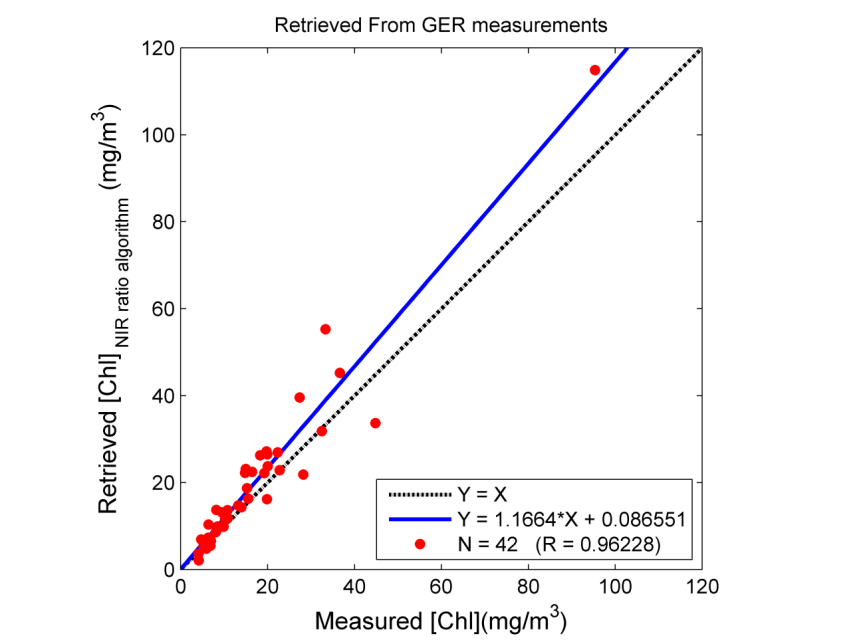 Retrieved From GER measurements
120
100
80
60
40
20
0
0 20 40 60 80 100 120
Retrieved [Chl] NIR ratio algorithm (mg/m³)
Measured [Chl](mg/m³)
Y = X
Y = 1.1664*X + 0.086551
N = 42 (R = 0.96228)